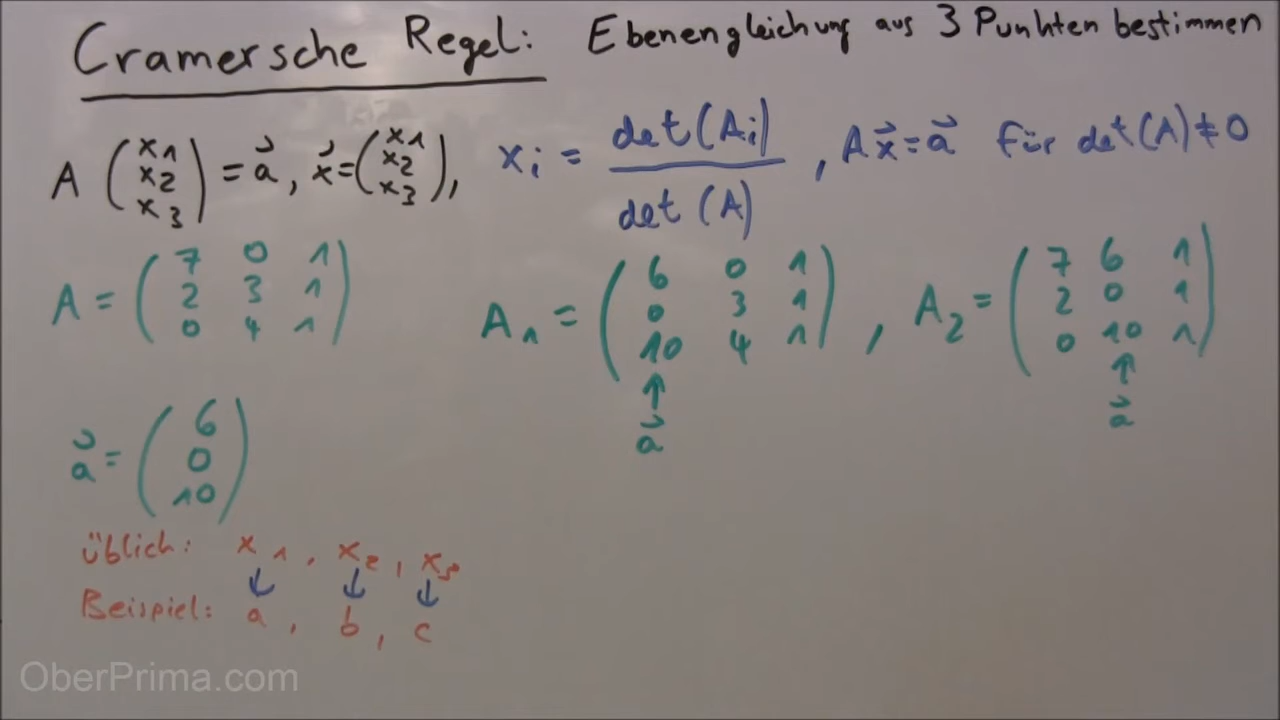 Cramersche Regel: Ebenengleichung aus 3 Punkten bestimmen
A (x1 x2 x3) = a⃗, x⃗ = (x1 x2 x3), xi = det(Ai) / det(A), Ax⃗ = a⃗ für det(A) ≠ 0
A = (7 0 1
2 3 1
0 4 1)
A1 = (6 0 1
0 3 1
10 4 1)
↑
a⃗
, A2 = (7 6 1
2 0 1
0 10 1)
↑
a⃗
a⃗ = (6
0
10)
üblich: x1, x2, x3
↓ ↓ ↓
Beispiel: a, b, c
OberPrima.com